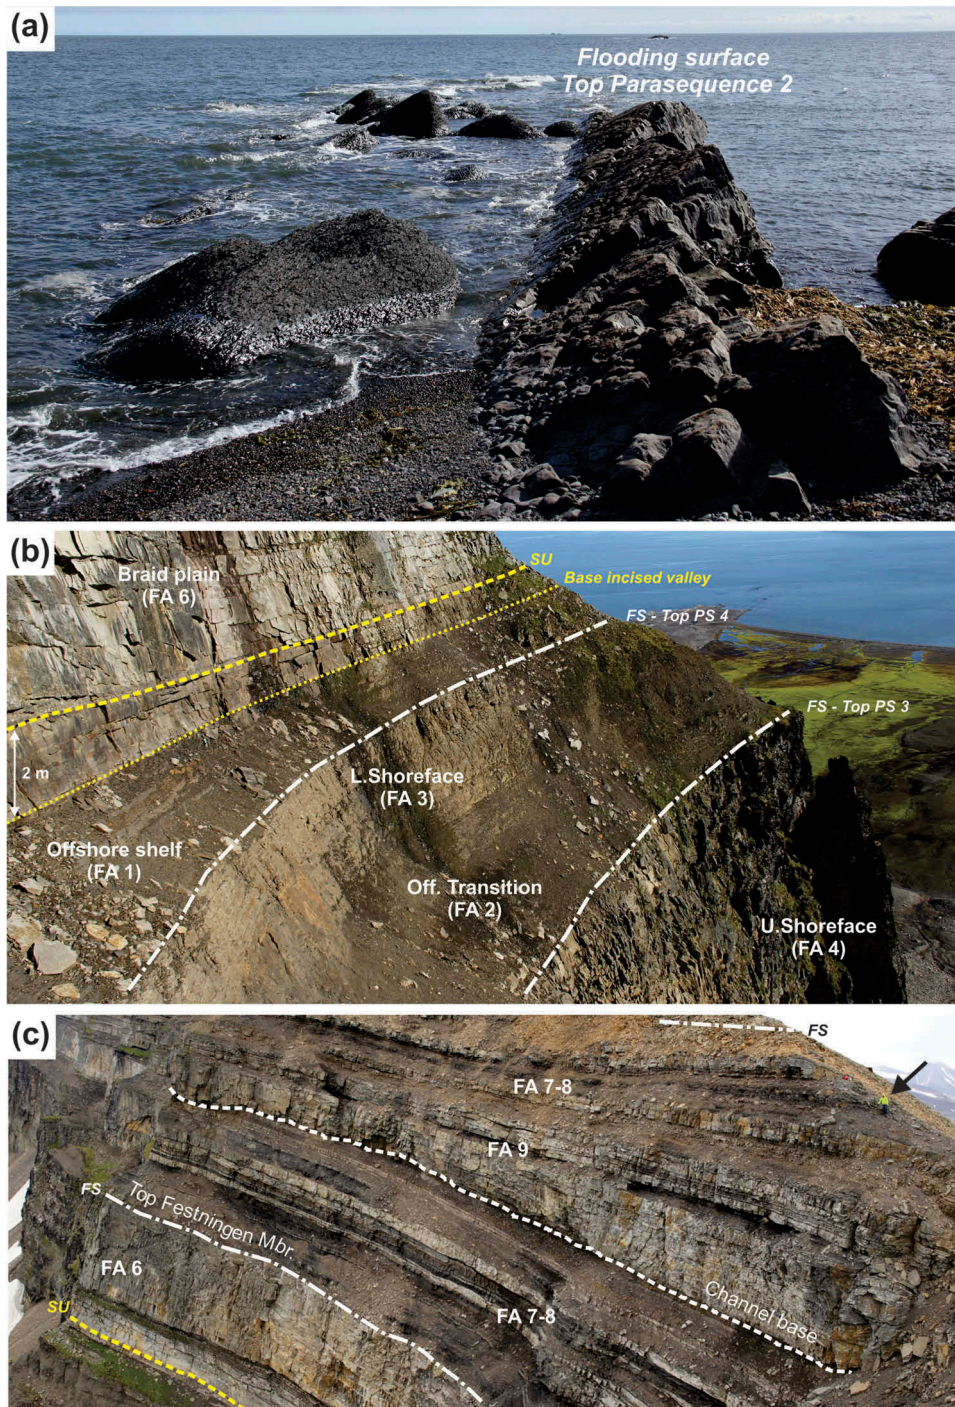 (a)
Flooding surface
Top Parasequence 2
(b)
Braid plain
(FA 6)
SU
Base incised valley
FS - Top PS 4
FS - Top PS 3
2 m
L.Shoreface
(FA 3)
Offshore shelf
(FA 1)
Off. Transition
(FA 2)
U.Shoreface
(FA 4)
(c)
FS
FA 7-8
FA 9
FS
Top Festningen Mbr.
FA 6
SU
FA 7-8
Channel base